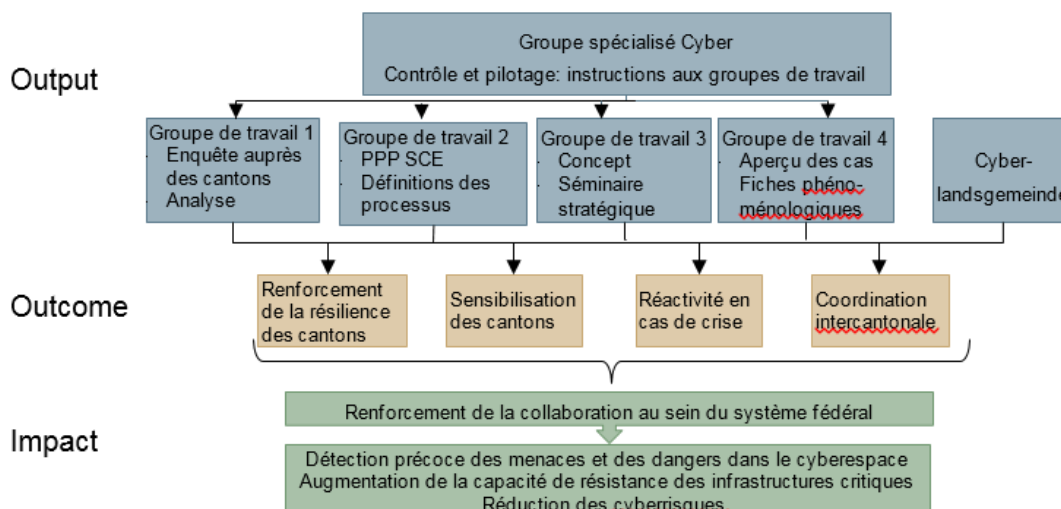 Output
Groupe spécialisé Cyber
Contrôle et pilotage: instructions aux groupes de travail
Groupe de travail 1
Enquête auprès
des cantons
Analyse
Groupe de travail 2
PPP SCE
Définitions des
processus
Groupe de travail 3
Concept
Séminaire
stratégique
Groupe de travail 4
Aperçu des cas
Fiches phéno-
ménologiques
Cyber-
landsgemeinde
Outcome
Renforcement
de la résilience
des cantons
Sensibilisation
des cantons
Réactivité en
cas de crise
Coordination
intercantonale
Impact
Renforcement de la collaboration au sein du système fédéral
Détection précoce des menaces et des dangers dans le cyberespace
Augmentation de la capacité de résistance des infrastructures critiques
Réduction des cyberrisques